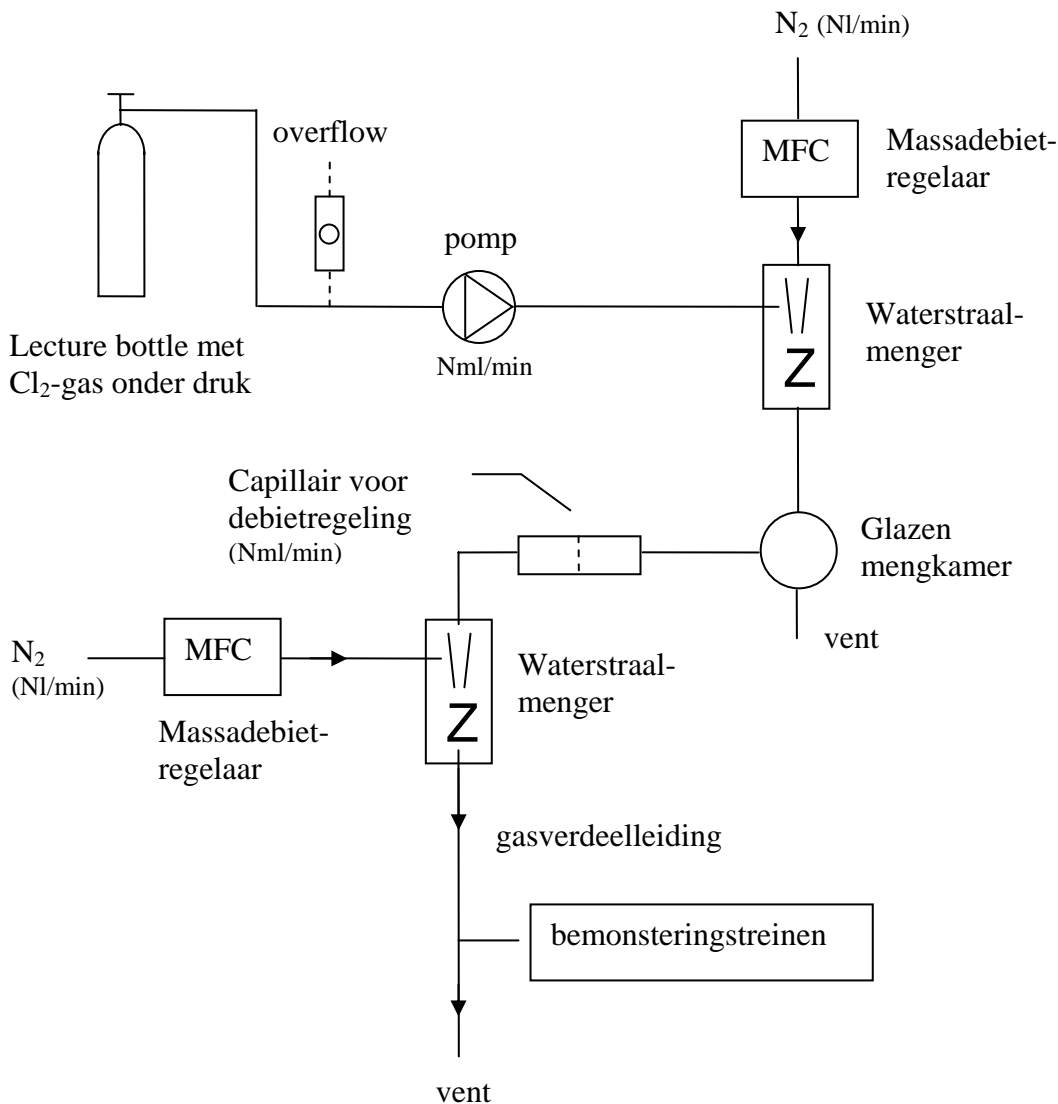 N₂ (Nl/min)
overflow
MFC
Massadebiet-
regelaar
pomp
Nml/min
Waterstraal-
menger
Z
Lecture bottle met
Cl₂-gas onder druk
Capillair voor
debietregeling
(Nml/min)
Glazen
mengkamer
vent
N₂
(Nl/min)
MFC
Massadebiet-
regelaar
Waterstraal-
menger
Z
gasverdeelleiding
bemonsteringstreinen
vent